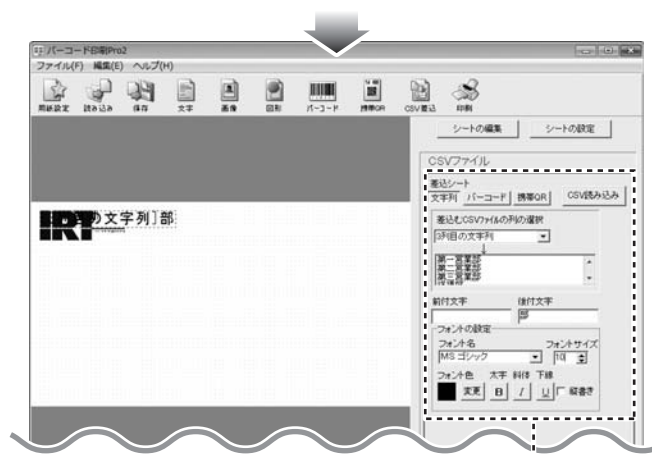 バーコード印刷Pro2
ファイル(F) 編集(E) ヘルプ(H)
用紙設定 読み込み 保存 文字 画像 図形 バーコード 携帯QR CSV差込 印刷
シートの編集 シートの設定
CSVファイル
差込シート
文字列 バーコード 携帯QR CSV読み込み
差込むCSVファイルの列の選択
3列目の文字列
↓
第一営業部
第二営業部
第三営業部
前付文字 後付文字
部
フォントの設定
フォント名 フォントサイズ
MS ゴシック 10
フォント色 太字 斜体 下線
変更 B I U 縦書き
の文字列]部